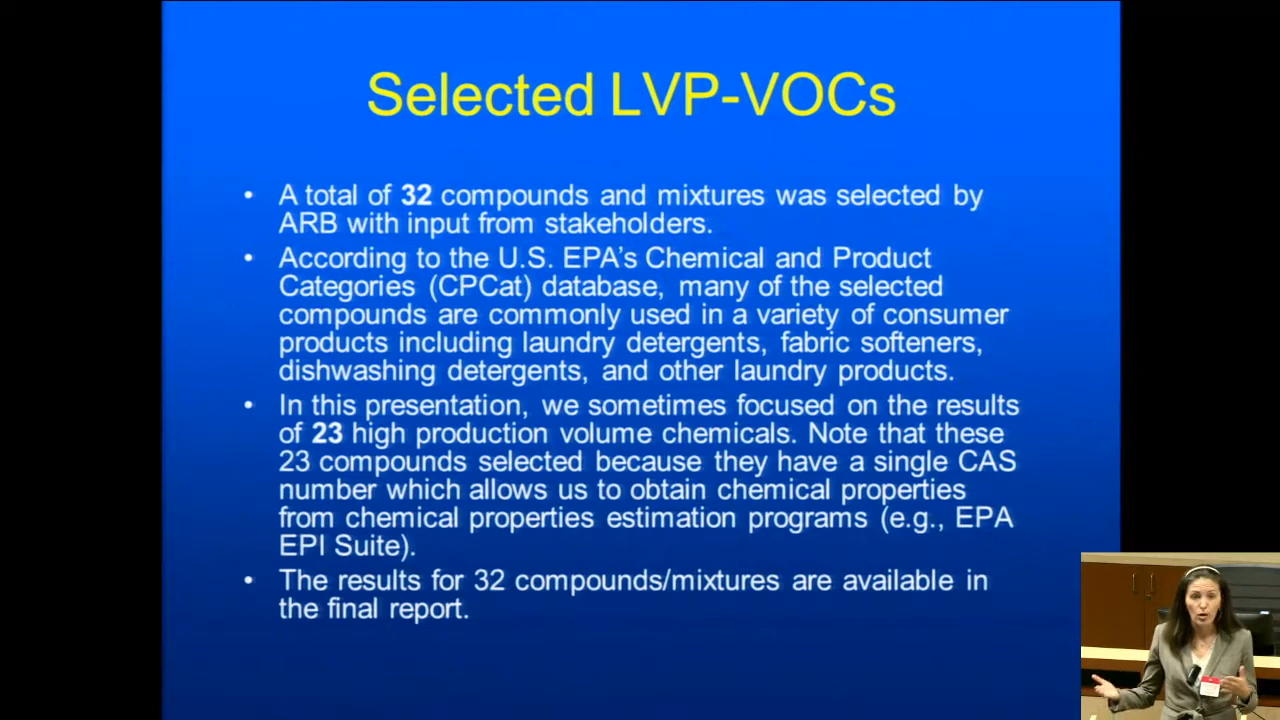 Selected LVP-VOCs
• A total of 32 compounds and mixtures was selected by
ARB with input from stakeholders.
• According to the U.S. EPA's Chemical and Product
Categories (CPCat) database, many of the selected
compounds are commonly used in a variety of consumer
products including laundry detergents, fabric softeners,
dishwashing detergents, and other laundry products.
• In this presentation, we sometimes focused on the results
of 23 high production volume chemicals. Note that these
23 compounds selected because they have a single CAS
number which allows us to obtain chemical properties
from chemical properties estimation programs (e.g., EPA
EPI Suite).
• The results for 32 compounds/mixtures are available in
the final report.